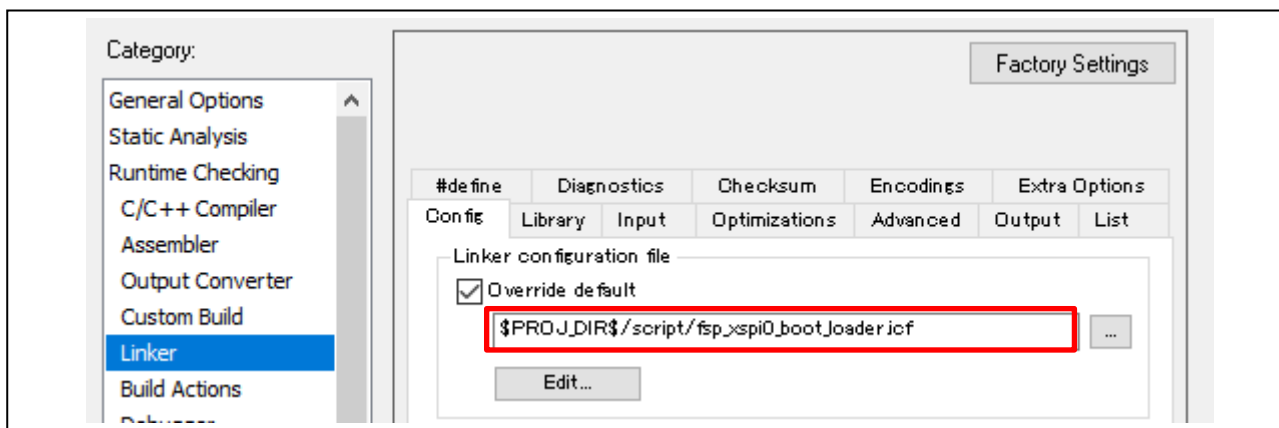 Category:
Factory Settings
General Options
Static Analysis
Runtime Checking
C/C++ Compiler
Assembler
Output Converter
Custom Build
Linker
Build Actions
Debugger
#define Diagnostics Checksum Encodings Extra Options
Config Library Input Optimizations Advanced Output List
Linker configuration file
Override default
$PROJ_DIR$/script/fsp_xspi0_boot_loader.icf
...
Edit...